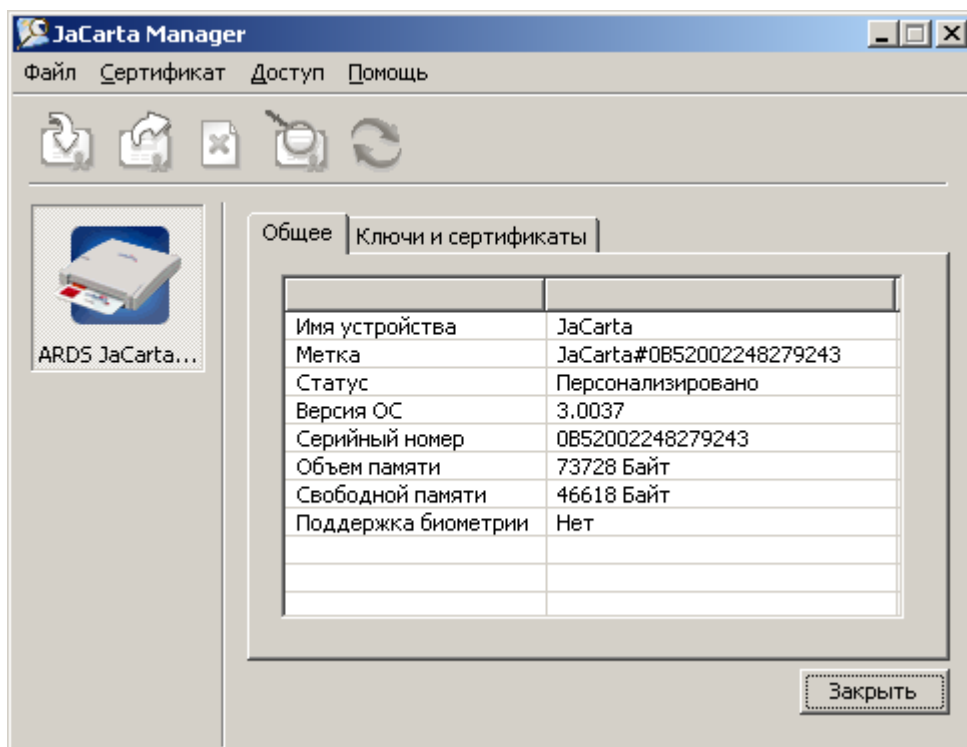 JaCarta Manager
Файл Сертификат Доступ Помощь
ARDS JaCarta...
Общее Ключи и сертификаты
Имя устройства JaCarta
Метка JaCarta#0B52002248279243
Статус Персонализировано
Версия ОС 3.0037
Серийный номер 0B52002248279243
Объем памяти 73728 Байт
Свободной памяти 46618 Байт
Поддержка биометрии Нет
Закрыть